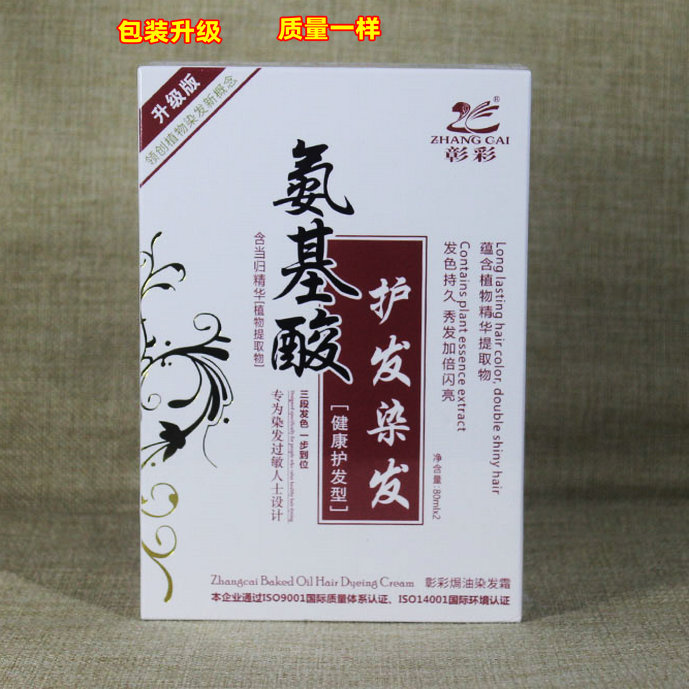 包装升级 质量一样
升级版
领创植物染发新概念
®
ZHANG CAI
彰彩
氨基酸
护发染发
[健康护发型]
含当归精华[植物提取物]
三段发色 一步到位
专为染发过敏人士设计
Long lasting hair color, double shiny hair
蕴含植物精华提取物
Contains plant essence extract
发色持久 秀发加倍闪亮
净含量:80mlx2
Zhangcai Baked Oil Hair Dyeing Cream 彰彩焗油染发霜
本企业通过ISO9001国际质量体系认证、ISO14001国际环境认证